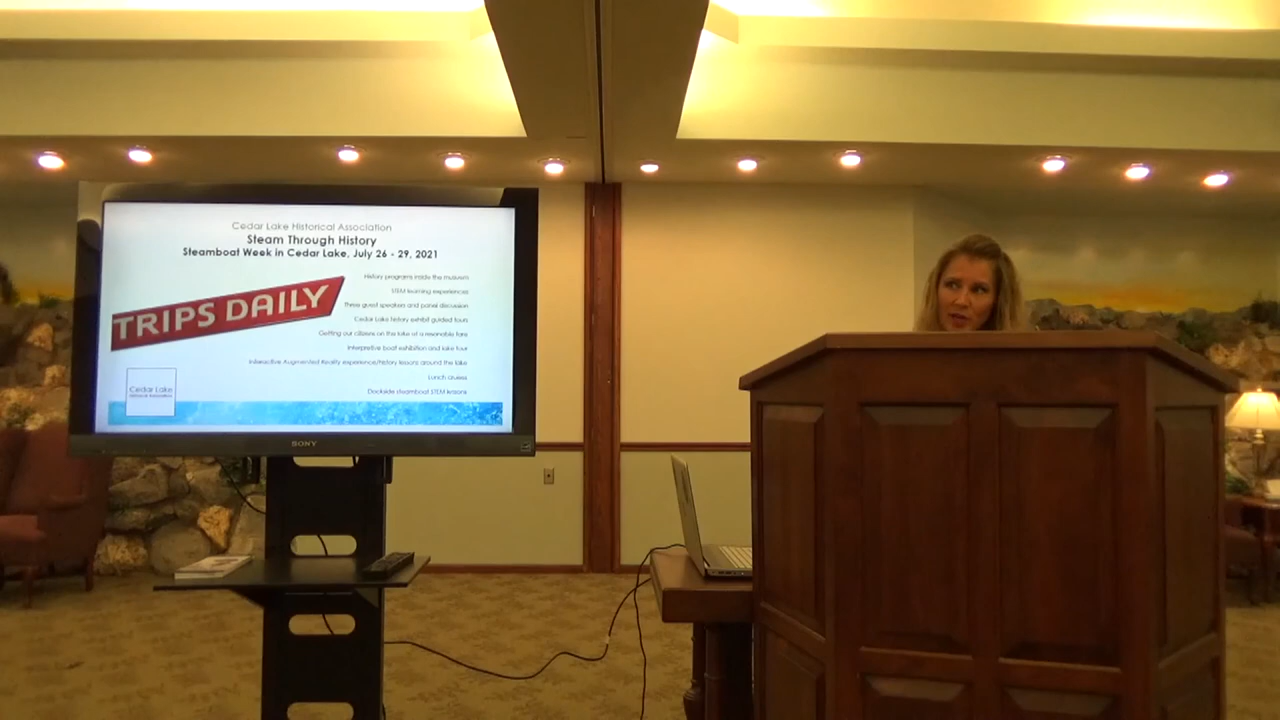 Cedar Lake Historical Association
Steam Through History
Steamboat Week in Cedar Lake, July 26 - 29, 2021
TRIPS DAILY
History programs inside the museum
STEM learning experiences
Three guest speakers and panel discussion
Cedar Lake history exhibit guided tours
Getting our citizens on the lake at a resonable fare
Interpretive boat exhibition and lake tour
Interactive Augmented Reality experience/history lessons around the lake
Lunch cruises
Dockside steamboat STEM lessons
Cedar Lake
Historical Association
SONY